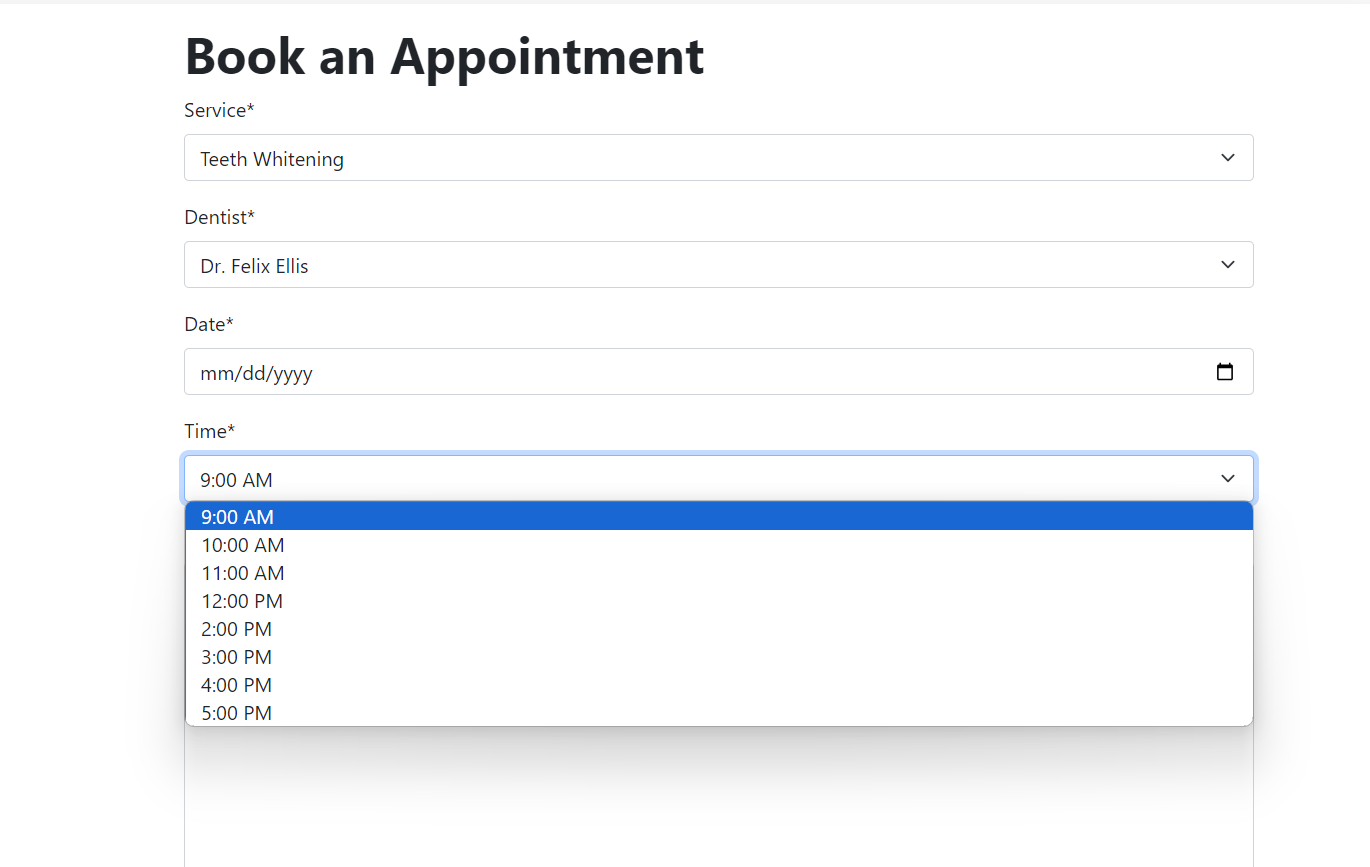 Book an Appointment
Service*
Teeth Whitening
Dentist*
Dr. Felix Ellis
Date*
mm/dd/yyyy
Time*
9:00 AM
9:00 AM
10:00 AM
11:00 AM
12:00 PM
2:00 PM
3:00 PM
4:00 PM
5:00 PM